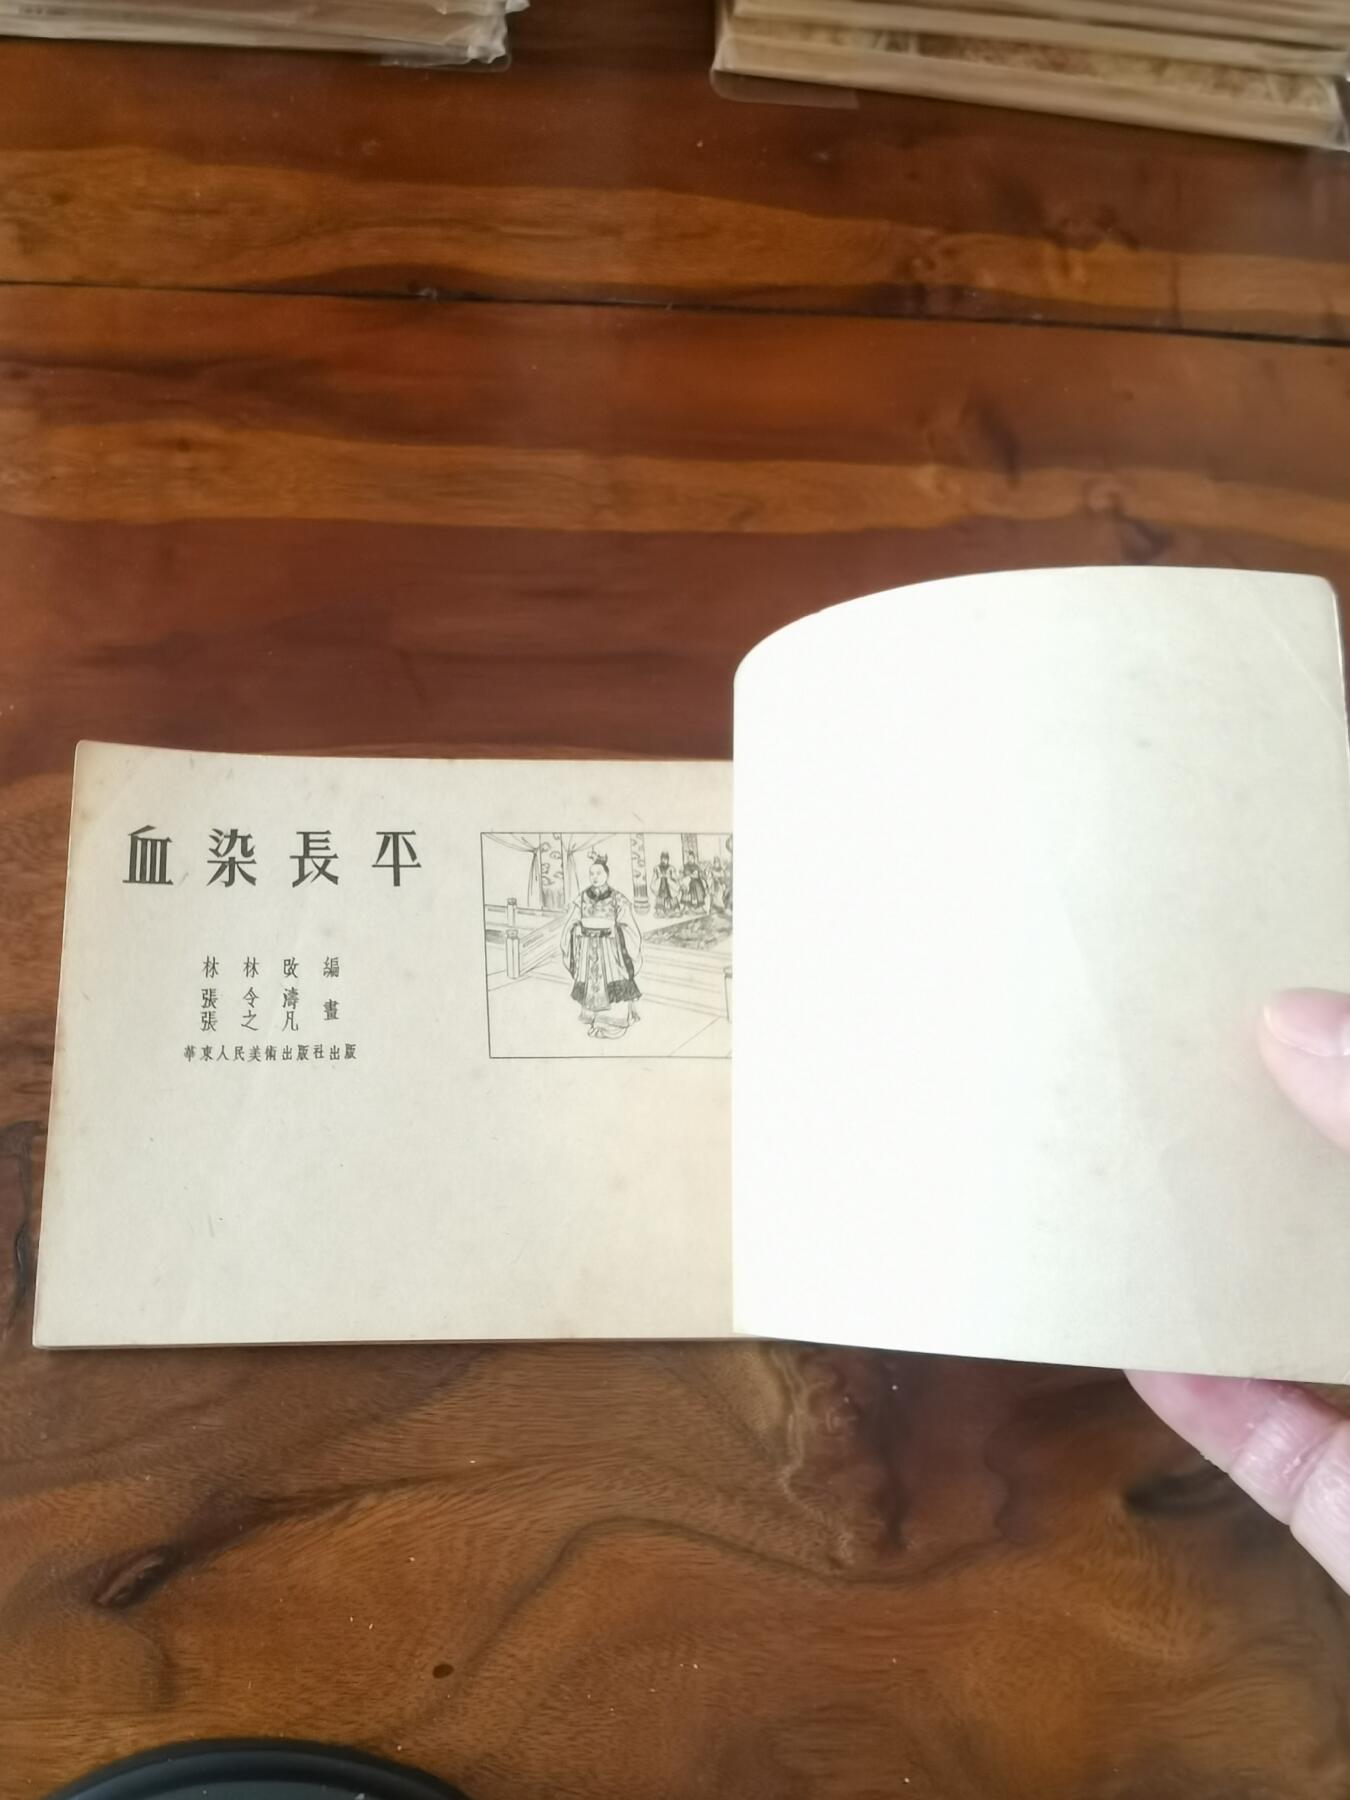 血染長平
林林改編
張令濤
張之凡 畫
華東人民美術出版社出版